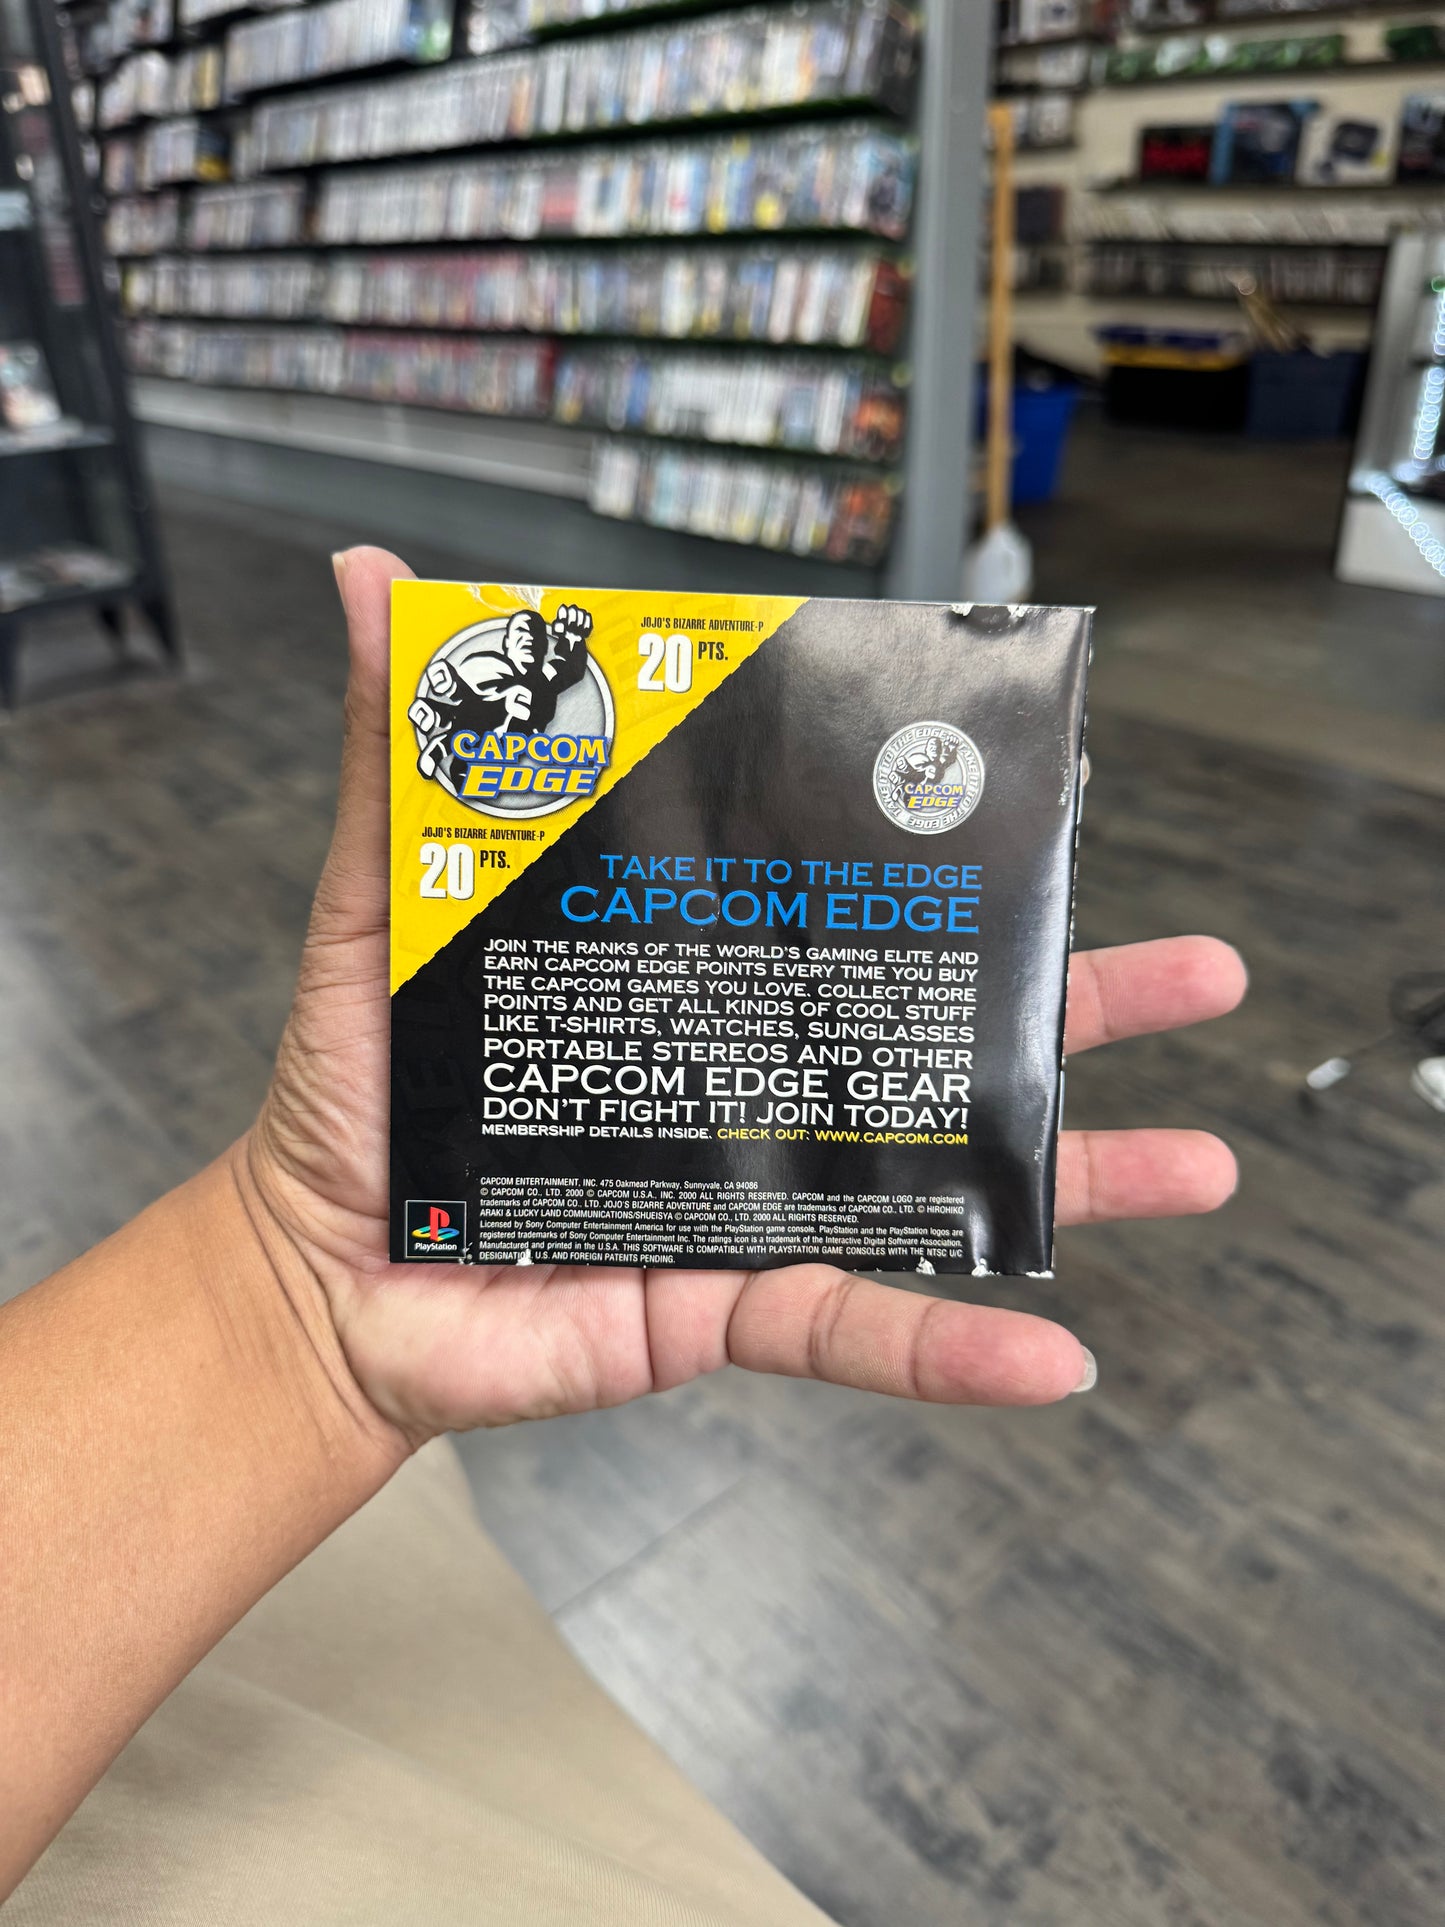 JOJO'S BIZARRE ADVENTURE-P
20 PTS.
CAPCOM
EDGE
JOJO'S BIZARRE ADVENTURE-P
20 PTS.
TAKE IT TO THE EDGE TAKE IT TO THE EDGE
CAPCOM
EDGE
TAKE IT TO THE EDGE
CAPCOM EDGE
JOIN THE RANKS OF THE WORLD'S GAMING ELITE AND
EARN CAPCOM EDGE POINTS EVERY TIME YOU BUY
THE CAPCOM GAMES YOU LOVE. COLLECT MORE
POINTS AND GET ALL KINDS OF COOL STUFF
LIKE T-SHIRTS, WATCHES, SUNGLASSES
PORTABLE STEREOS AND OTHER
CAPCOM EDGE GEAR
DON'T FIGHT IT! JOIN TODAY!
MEMBERSHIP DETAILS INSIDE. CHECK OUT: WWW.CAPCOM.COM
CAPCOM ENTERTAINMENT, INC. 475 Oakmead Parkway, Sunnyvale, CA 94086
© CAPCOM CO., LTD. 2000 © CAPCOM U.S.A., INC. 2000 ALL RIGHTS RESERVED. CAPCOM and the CAPCOM LOGO are registered
trademarks of CAPCOM CO., LTD. JOJO'S BIZARRE ADVENTURE and CAPCOM EDGE are trademarks of CAPCOM CO., LTD. © HIROHIKO
ARAKI & LUCKY LAND COMMUNICATIONS/SHUEISYA © CAPCOM CO., LTD. 2000 ALL RIGHTS RESERVED.
Licensed by Sony Computer Entertainment America for use with the PlayStation game console. PlayStation and the PlayStation logos are
registered trademarks of Sony Computer Entertainment Inc. The ratings icon is a trademark of the Interactive Digital Software Association.
Manufactured and printed in the U.S.A. THIS SOFTWARE IS COMPATIBLE WITH PLAYSTATION GAME CONSOLES WITH THE NTSC U/C
DESIGNATION. U.S. AND FOREIGN PATENTS PENDING.
PlayStation